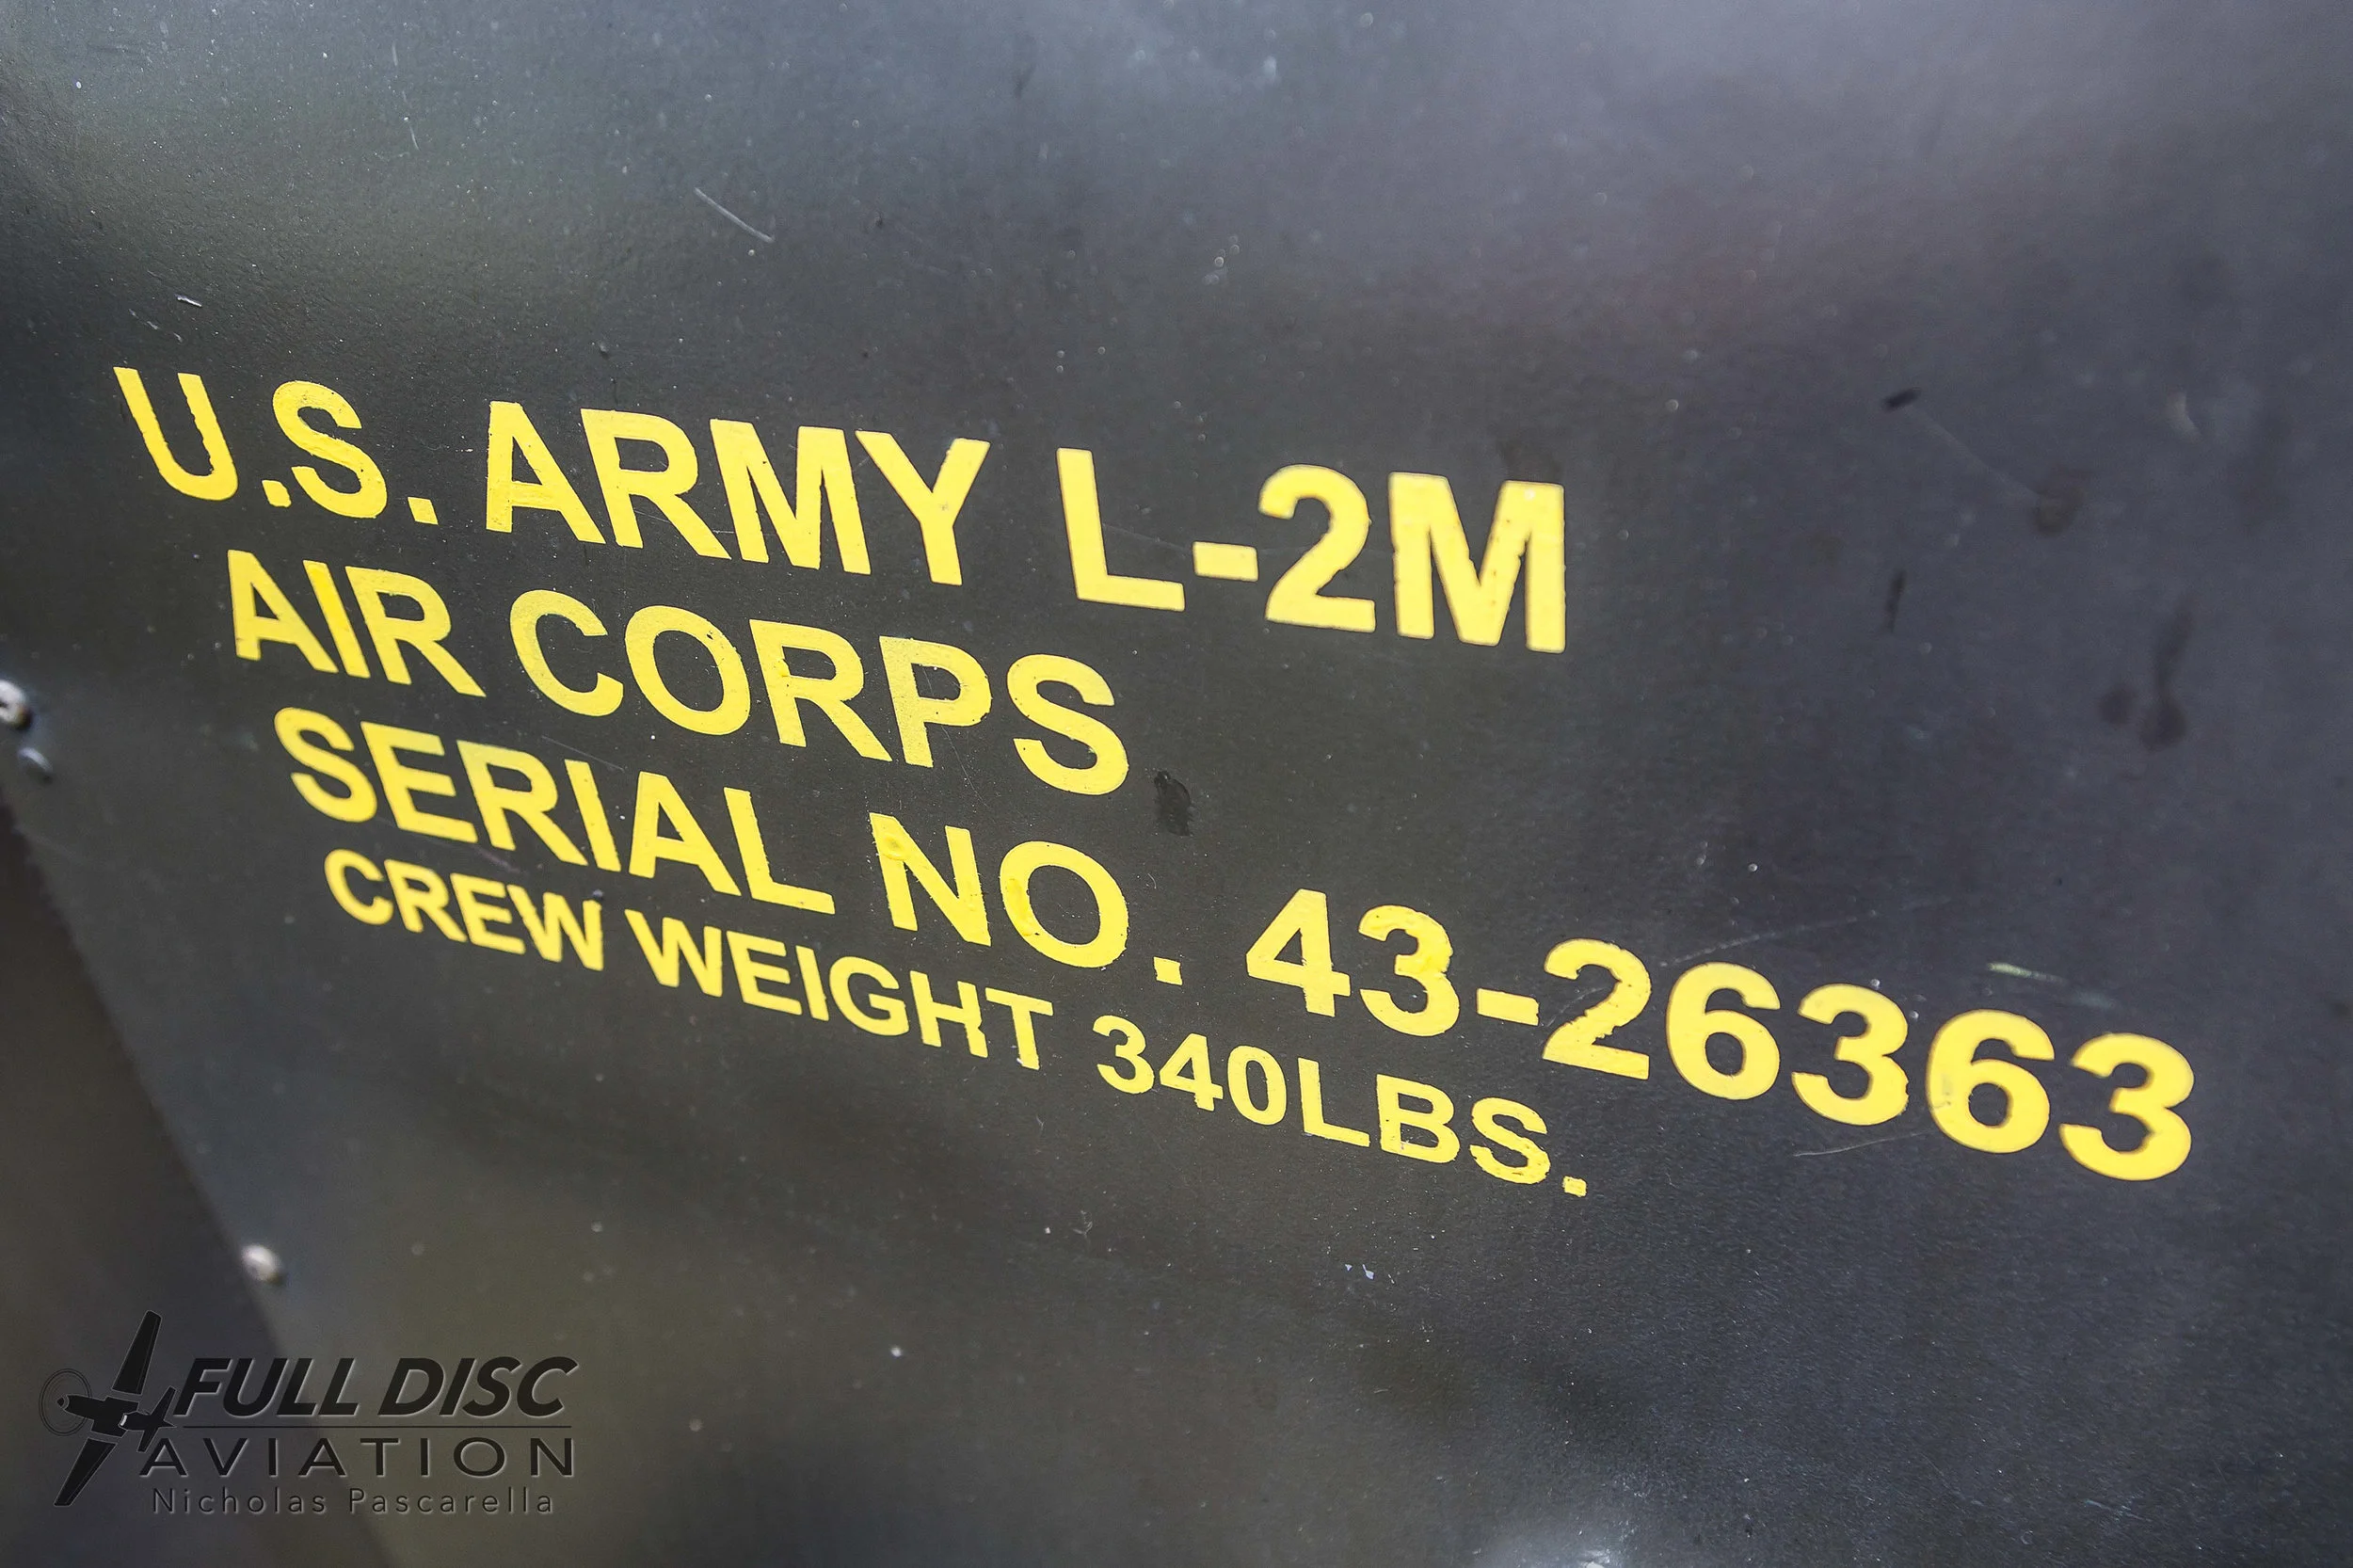 U.S. ARMY L-2M
AIR CORPS
SERIAL NO. 43-26363
CREW WEIGHT 340LBS.
FULL DISC
AVIATION
Nicholas Pascarella